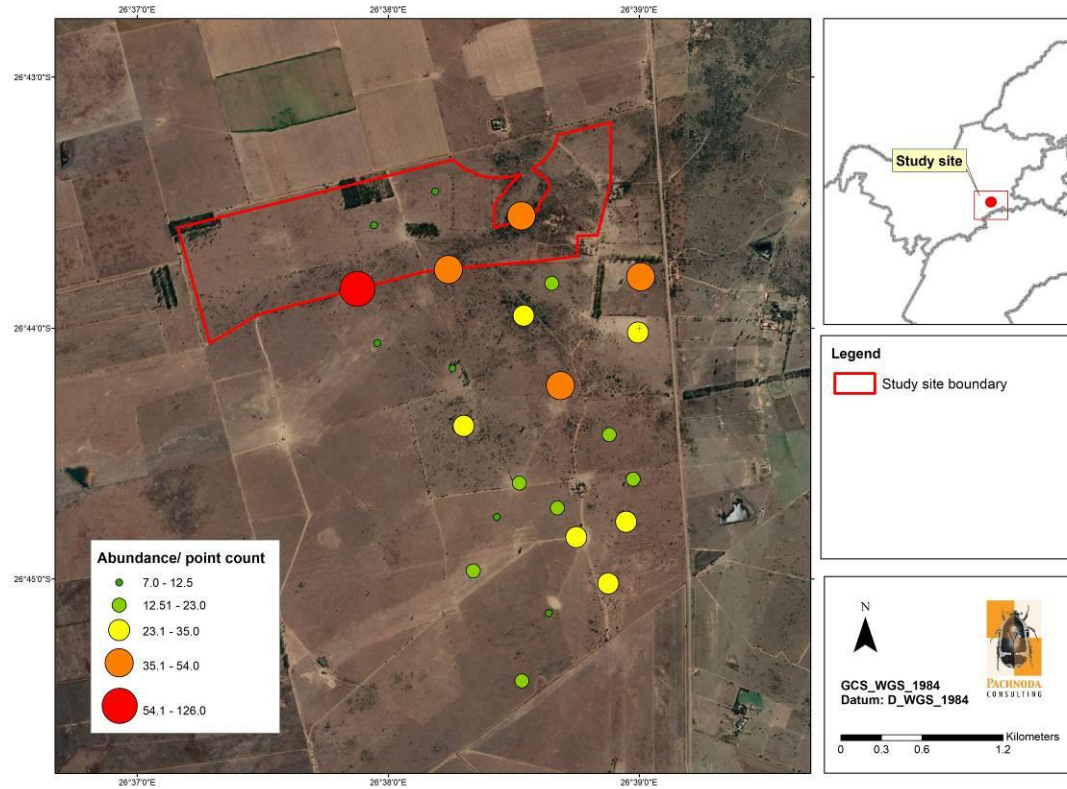 26°37'0"E
26°38'0"E
26°39'0"E
26°43'0"S
26°44'0"S
26°45'0"S
26°37'0"E
26°38'0"E
26°39'0"E
Abundance/ point count
7.0 - 12.5
12.51 - 23.0
23.1 - 35.0
35.1 - 54.0
54.1 - 126.0
Study site
Legend
Study site boundary
N
PACHNODA
CONSULTING
GCS_WGS_1984
Datum: D_WGS_1984
Kilometers
0 0.3 0.6 1.2